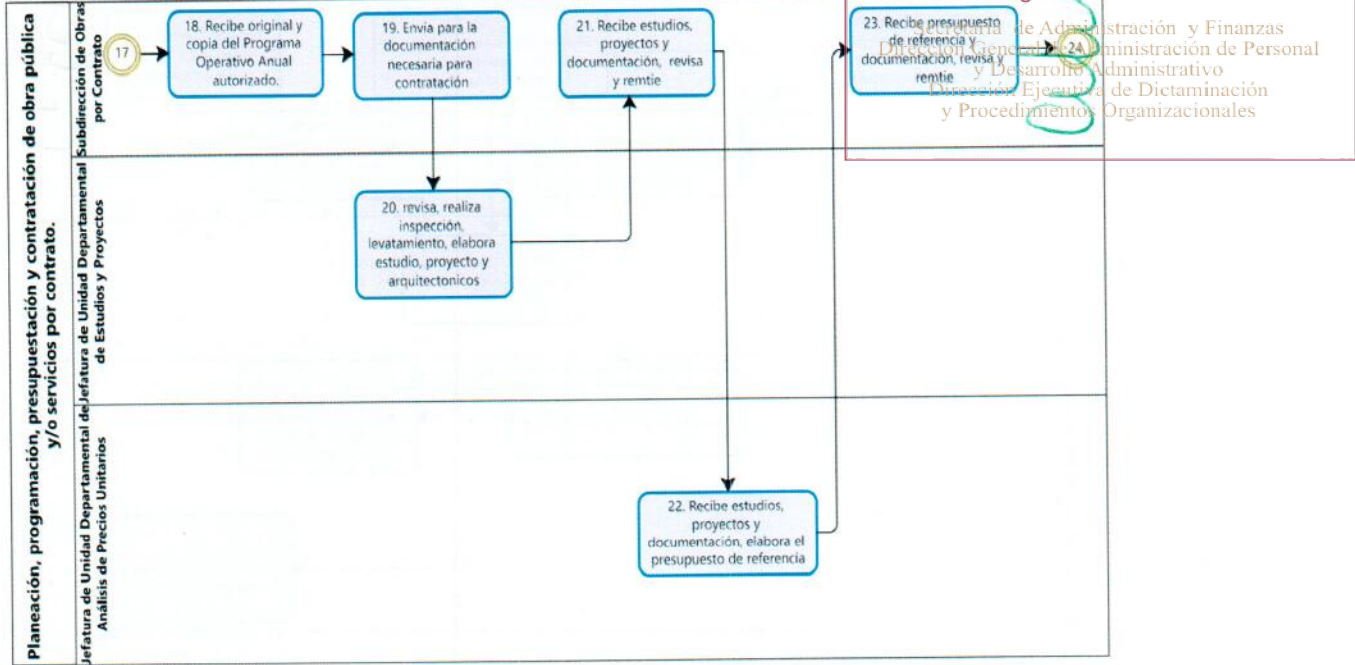 Planeación, programación, presupuestación y contratación de obra pública
y/o servicios por contrato.
Subdirección de Obras
por Contrato
17
18. Recibe original y
copia del Programa
Operativo Anual
autorizado.
19. Envía para la
documentación
necesaria para
contratación
21. Recibe estudios,
proyectos y
documentación, revisa
y remtie
23. Recibe presupuesto
de referencia y
documentación, revisa y
remtie
24
Secretaría de Administración y Finanzas
Dirección General de Administración de Personal
y Desarrollo Administrativo
Dirección Ejecutiva de Dictaminación
y Procedimientos Organizacionales
Jefatura de Unidad Departamental
de Estudios y Proyectos
20. revisa, realiza
inspección,
levatamiento, elabora
estudio, proyecto y
arquitectonicos
Jefatura de Unidad Departamental de
Análisis de Precios Unitarios
22. Recibe estudios,
proyectos y
documentación, elabora el
presupuesto de referencia